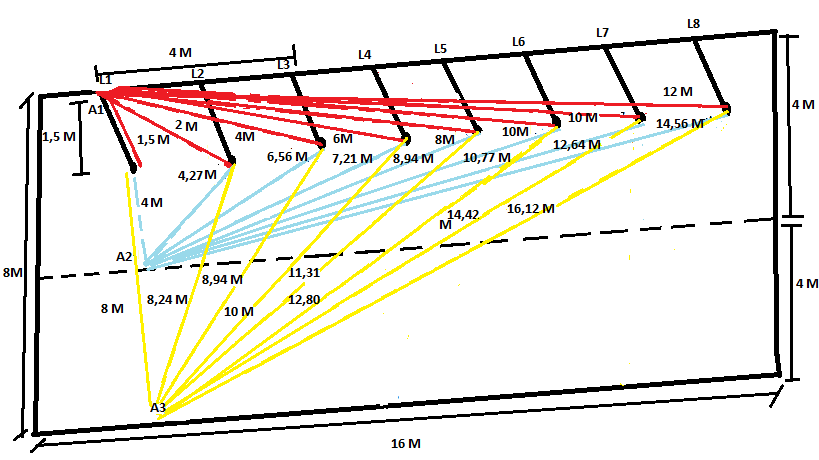 4 M
L1
L2
L3
L4
L5
L6
L7
L8
A1
1,5 M
1,5 M
2 M
4M
6M
8M
10M
10 M
12 M
4 M
4,27M
6,56 M
7,21 M
8,94 M
10,77 M
12,64 M
14,56 M
4 M
A2
8M
14,42
M
16,12 M
8 M
8,24 M
8,94 M
10 M
11,31
12,80
4 M
A3
16 M